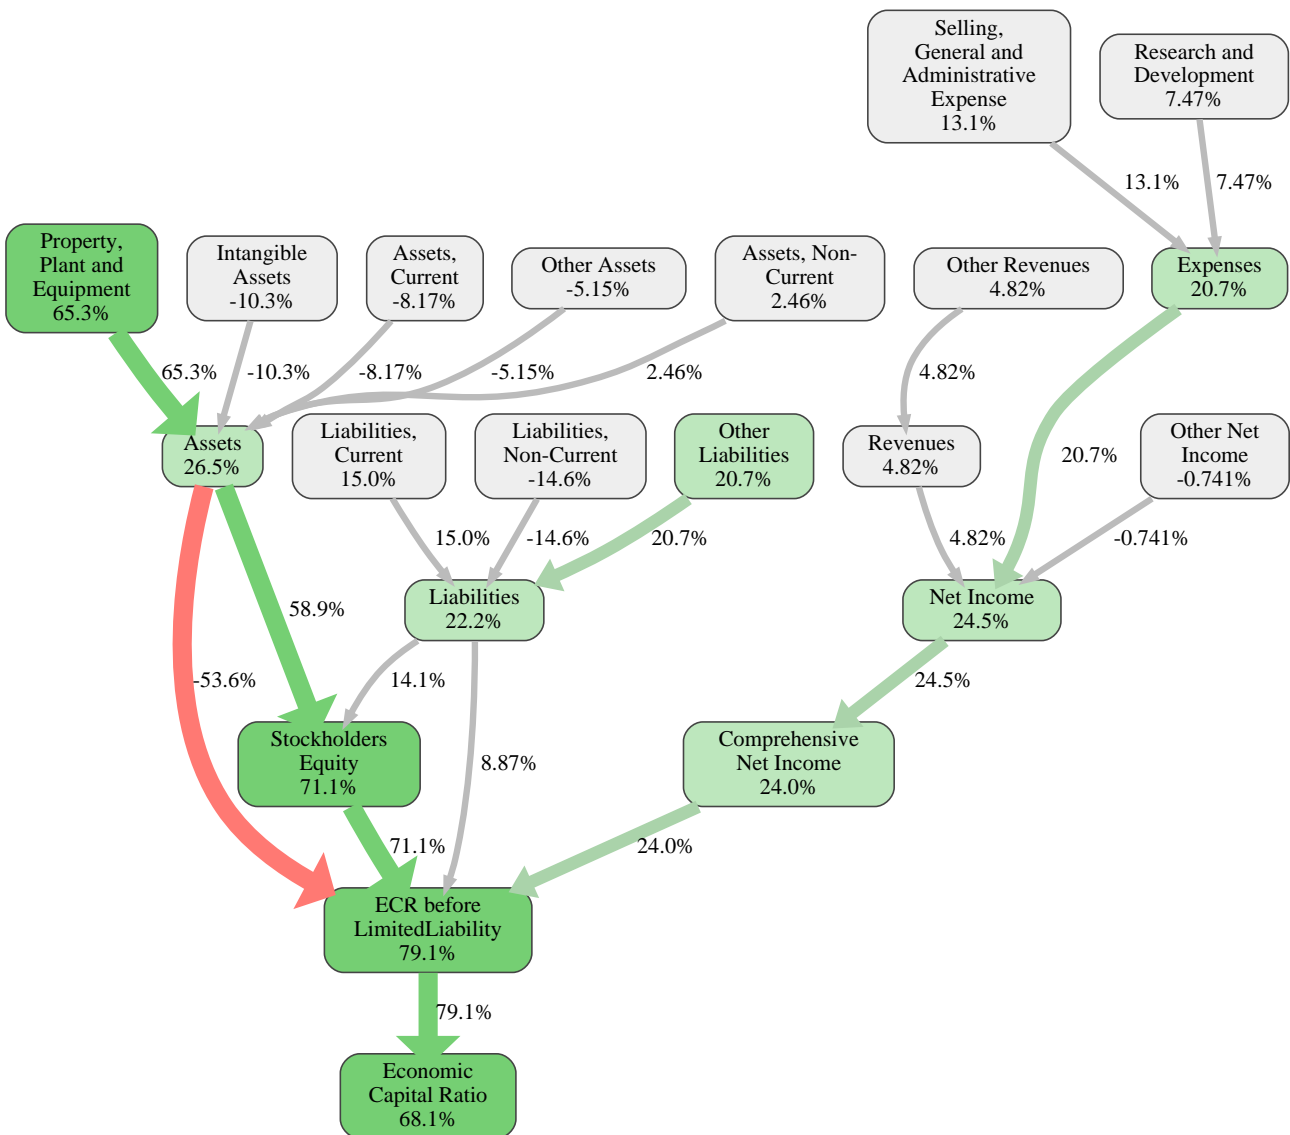 Selling,
General and
Administrative
Expense
13.1%
Research and
Development
7.47%
13.1%
7.47%
Property,
Plant and
Equipment
65.3%
Intangible
Assets
-10.3%
Assets,
Current
-8.17%
Other Assets
-5.15%
Assets, Non-
Current
2.46%
Other Revenues
4.82%
Expenses
20.7%
65.3%
-10.3%
-8.17%
-5.15%
2.46%
4.82%
20.7%
Assets
26.5%
Liabilities,
Current
15.0%
Liabilities,
Non-Current
-14.6%
Other
Liabilities
20.7%
Revenues
4.82%
Other Net
Income
-0.741%
15.0%
-14.6%
20.7%
4.82%
-0.741%
58.9%
Liabilities
22.2%
Net Income
24.5%
-53.6%
14.1%
24.5%
Stockholders
Equity
71.1%
8.87%
Comprehensive
Net Income
24.0%
71.1%
24.0%
ECR before
LimitedLiability
79.1%
79.1%
Economic
Capital Ratio
68.1%